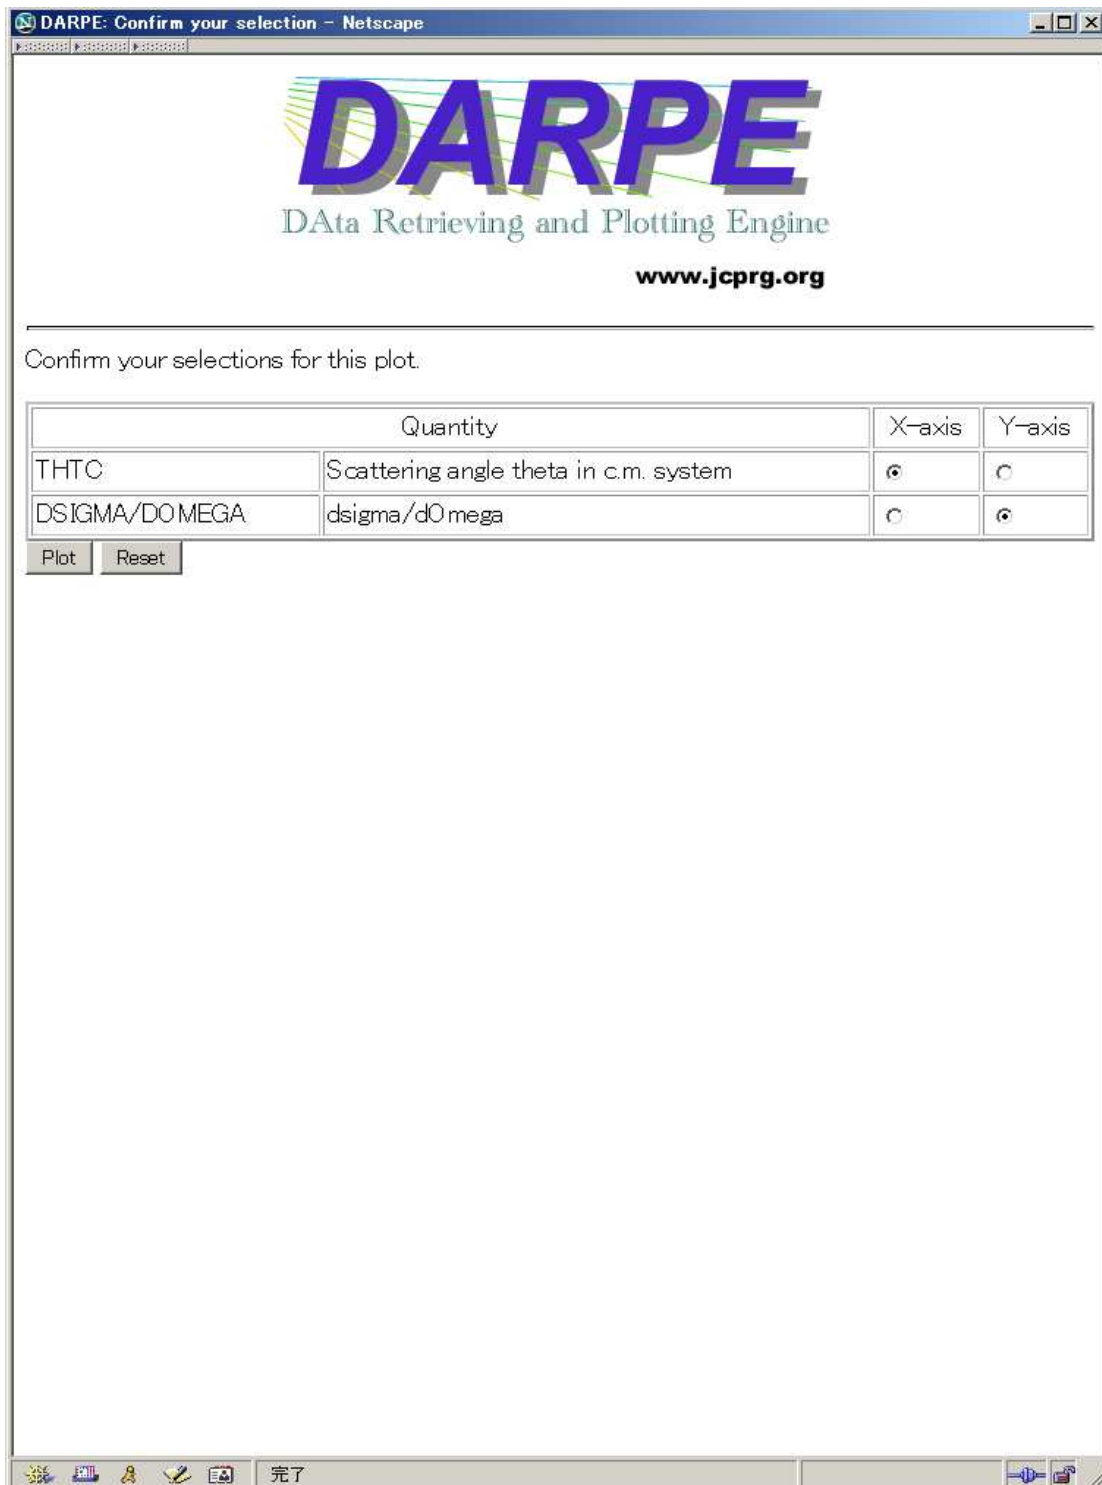 DARPE: Confirm your selection - Netscape
DARPE
DAta Retrieving and Plotting Engine
www.jcprg.org
Confirm your selections for this plot.
Quantity X-axis Y-axis
THTC Scattering angle theta in c.m. system
DSIGMA/DOMEGA dsigma/dOmega
Plot Reset
完了